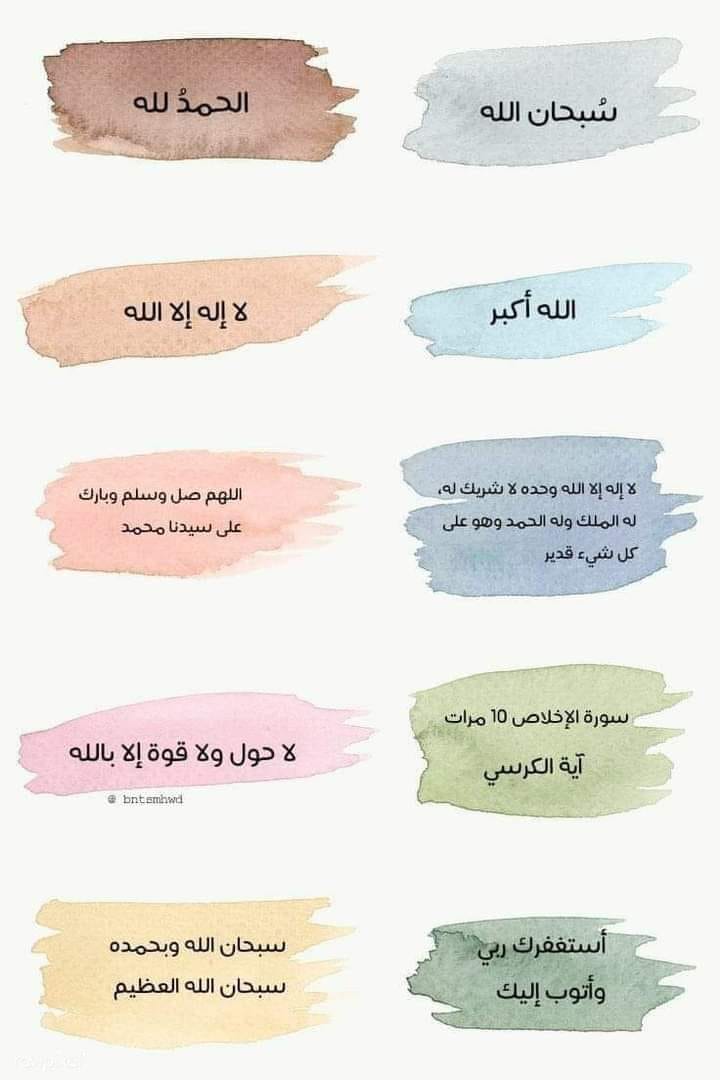 سُبحان الله
الحمدُ لله
الله أكبر
لا إله إلا الله
لا إله إلا الله وحده لا شريك له،
له الملك وله الحمد وهو على
كل شيء قدير
اللهم صل وسلم وبارك
على سيدنا محمد
سورة الإخلاص 10 مرات
آية الكرسي
لا حول ولا قوة إلا بالله
@ bntsmhwd
أستغفرك ربي
وأتوب إليك
سبحان الله وبحمده
سبحان الله العظيم